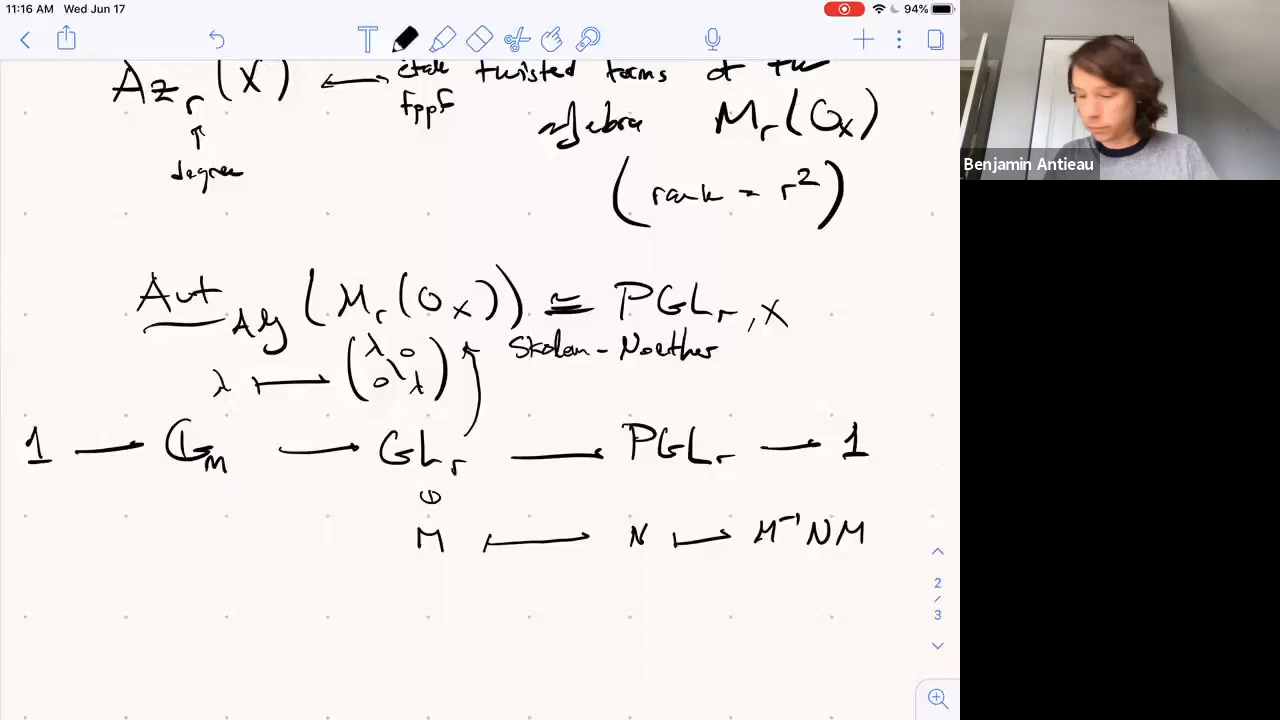 11:16 AM Wed Jun 17
94%
Az_r (X) ⟷ étale twisted forms of the
fppf algebra M_r(O_X)
↑
degree
(rank = r²)
Aut_Alg (M_r(O_X)) ≅ PGL_r,X
Skolem-Noether
λ ⟼ (λ 0 \ 0 λ)
1 → G_m → GL_r → PGL_r → 1
M ⟼ N ⟼ M⁻¹NM
2
/
3
Benjamin Antieau